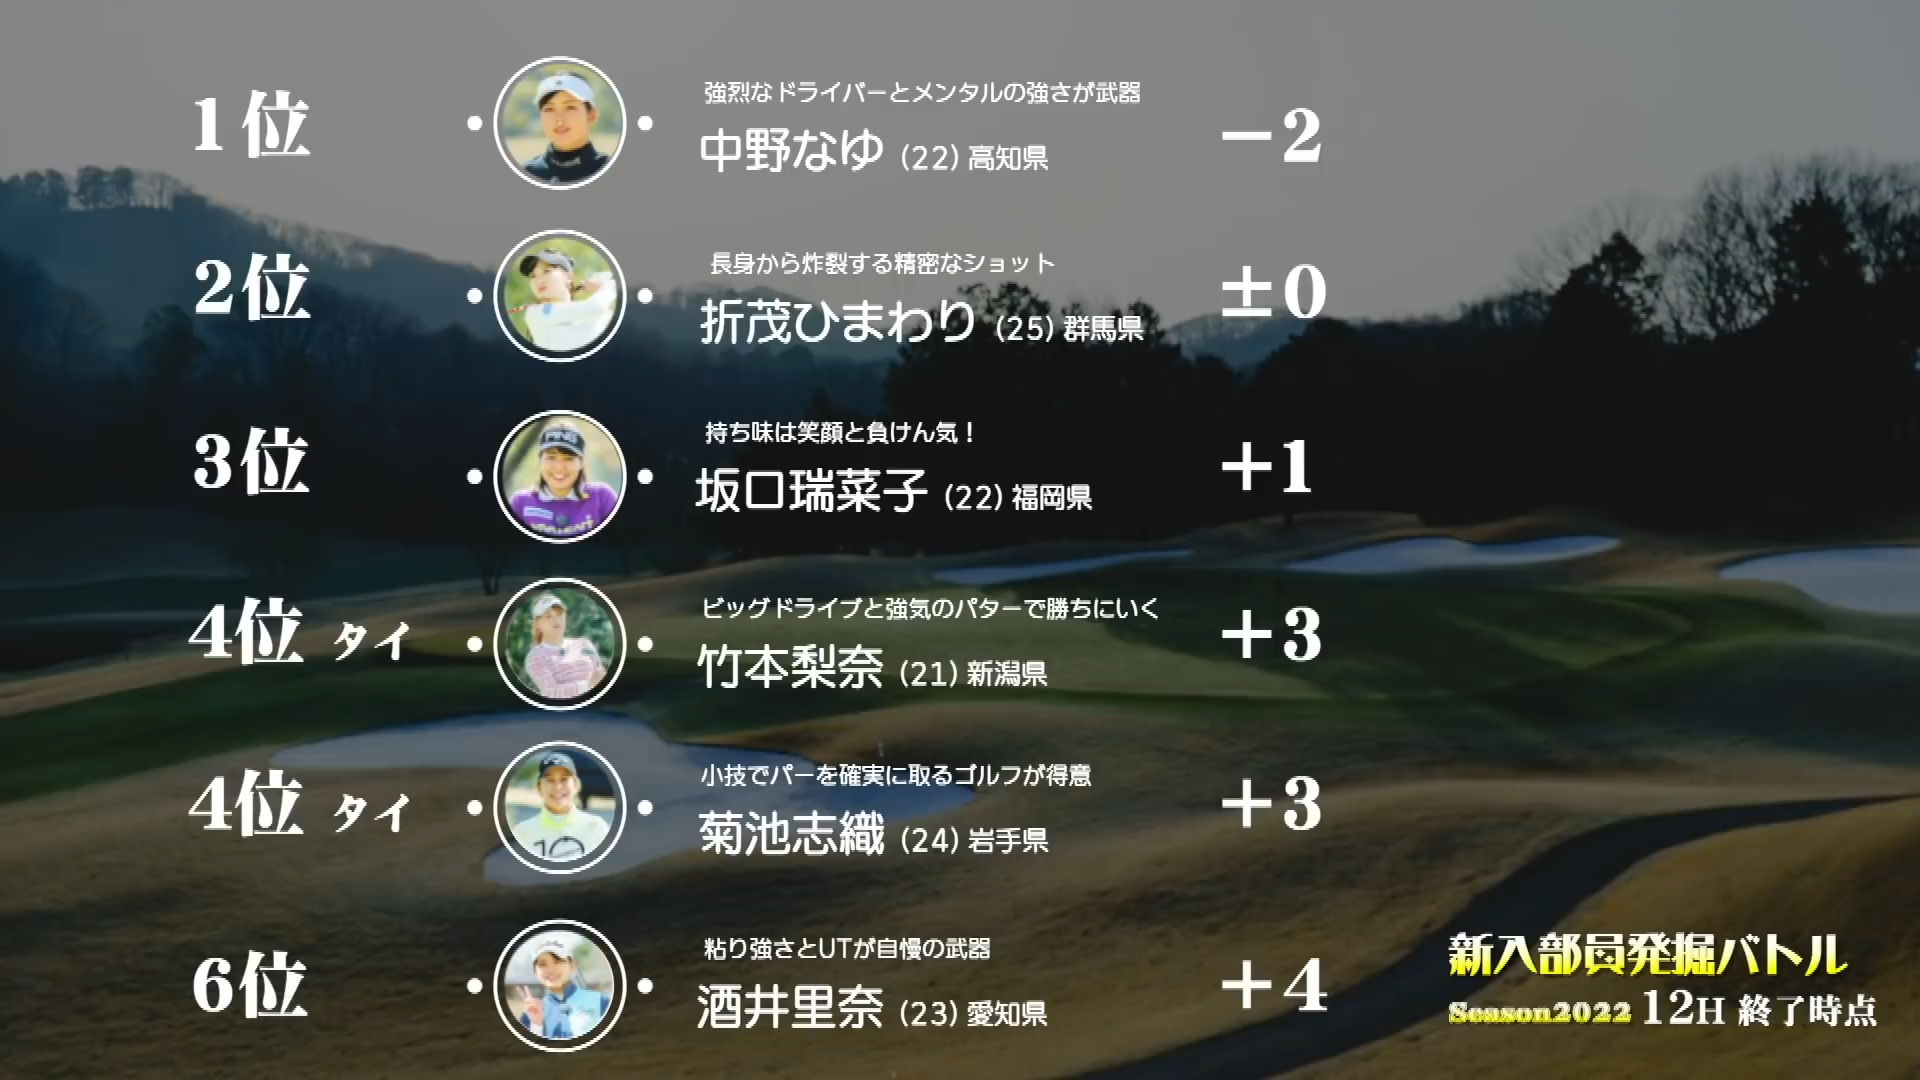 1位
強烈なドライバーとメンタルの強さが武器
中野なゆ (22) 高知県
－2
2位
長身から炸裂する精密なショット
折茂ひまわり (25) 群馬県
±0
3位
持ち味は笑顔と負けん気！
坂口瑞菜子 (22) 福岡県
+1
4位 タイ
ビッグドライブと強気のパターで勝ちにいく
竹本梨奈 (21) 新潟県
+3
4位 タイ
小技でパーを確実に取るゴルフが得意
菊池志織 (24) 岩手県
+3
6位
粘り強さとUTが自慢の武器
酒井里奈 (23) 愛知県
+4
PING
10
新入部員発掘バトル
Season2022 12H 終了時点